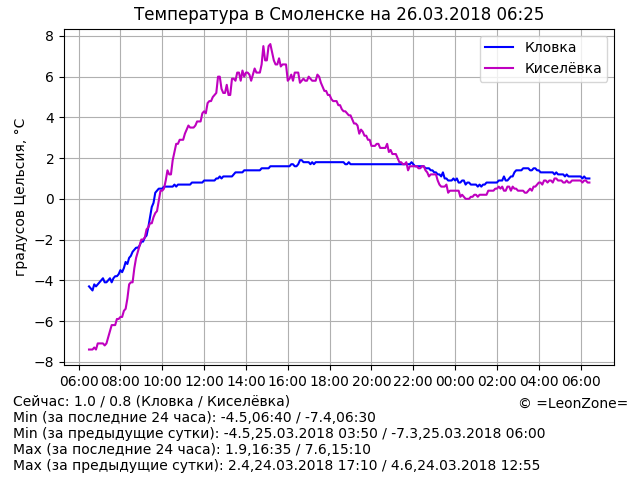 Температура в Смоленске на 26.03.2018 06:25
градусов Цельсия, °C
8
6
4
2
0
−2
−4
−6
−8
Кловка
Киселёвка
06:00 08:00 10:00 12:00 14:00 16:00 18:00 20:00 22:00 00:00 02:00 04:00 06:00
Сейчас: 1.0 / 0.8 (Кловка / Киселёвка)
© =LeonZone=
Min (за последние 24 часа): -4.5,06:40 / -7.4,06:30
Min (за предыдущие сутки): -4.5,25.03.2018 03:50 / -7.3,25.03.2018 06:00
Max (за последние 24 часа): 1.9,16:35 / 7.6,15:10
Max (за предыдущие сутки): 2.4,24.03.2018 17:10 / 4.6,24.03.2018 12:55